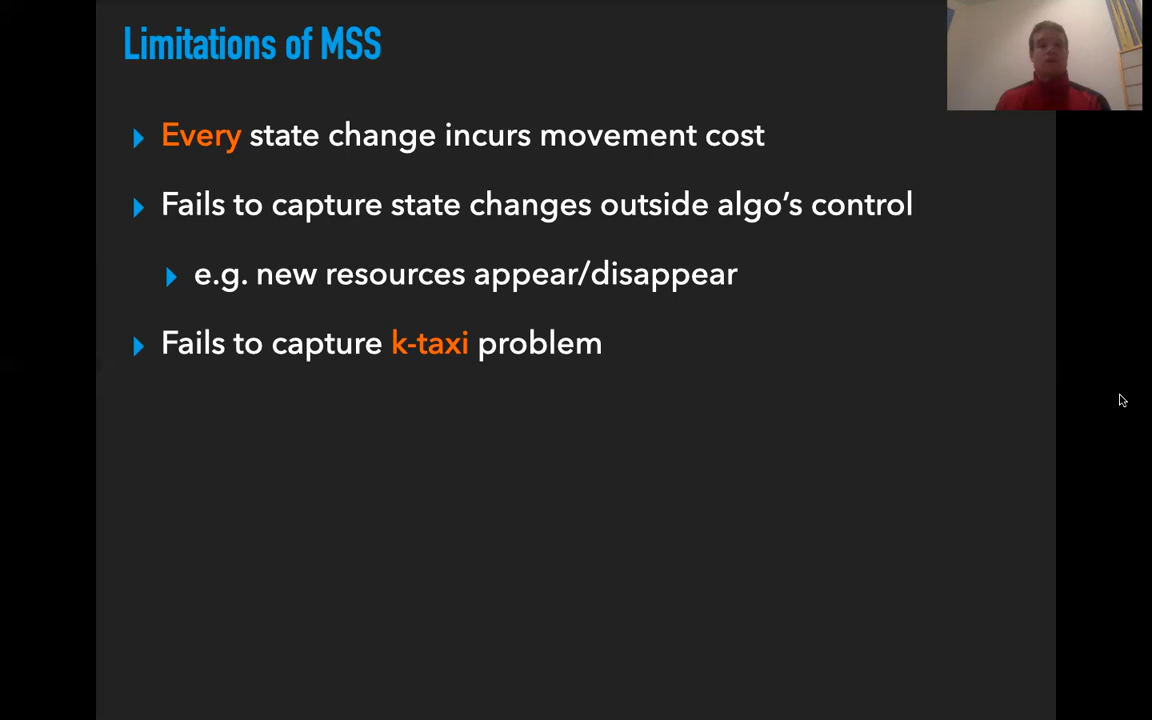 Limitations of MSS
Every state change incurs movement cost
Fails to capture state changes outside algo's control
e.g. new resources appear/disappear
Fails to capture k-taxi problem